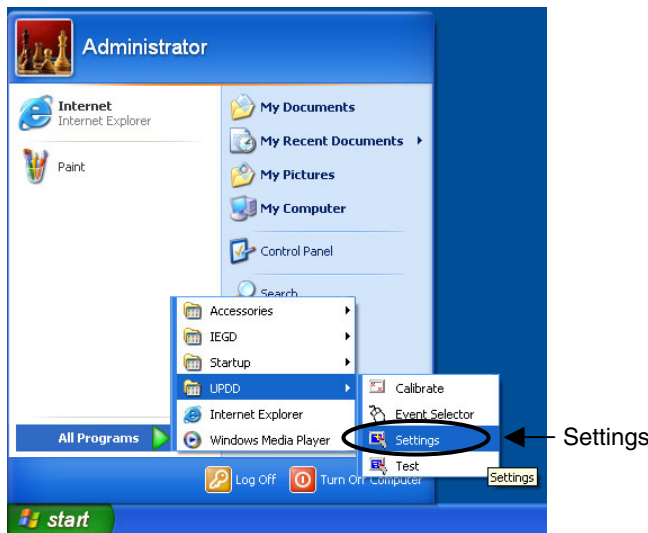 Administrator
Internet
Internet Explorer
Paint
My Documents
My Recent Documents
My Pictures
My Computer
Control Panel
Search
Accessories
IEGD
Startup
UPDD
Internet Explorer
Windows Media Player
Calibrate
Event Selector
Settings
Test
Settings
Settings
All Programs
Log Off
Turn Off Computer
start